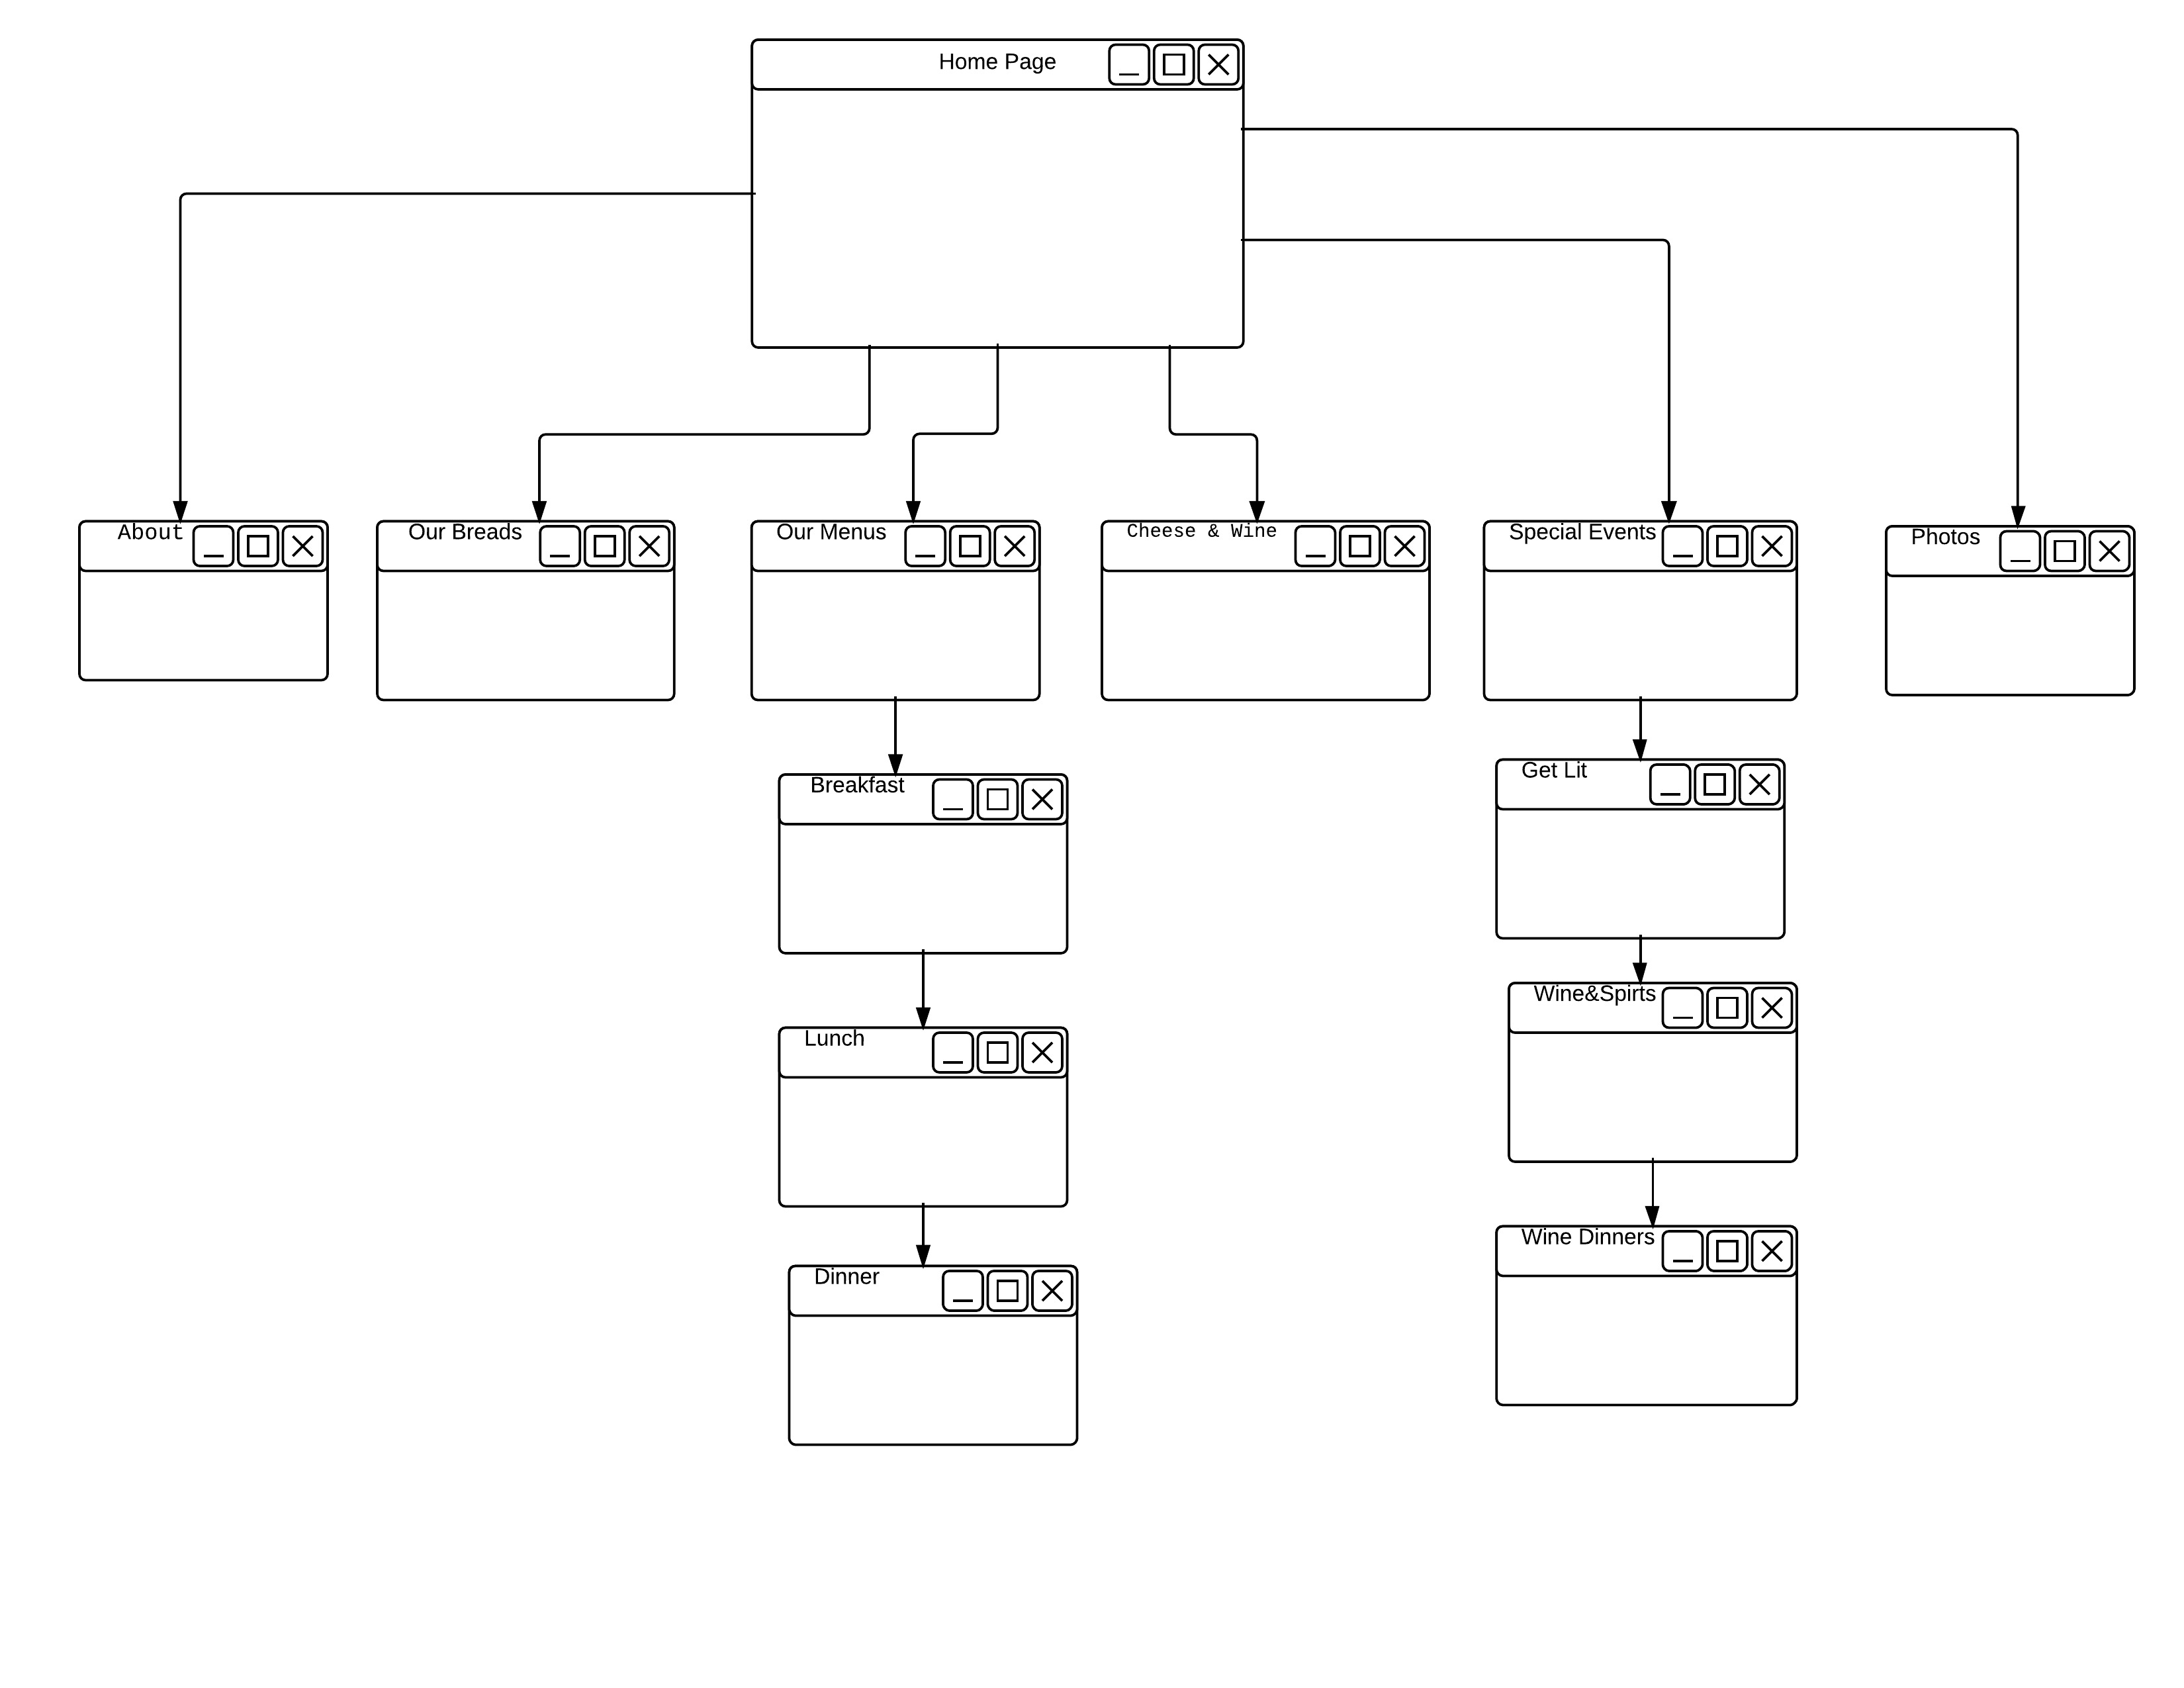 Home Page
About
Our Breads
Our Menus
Cheese & Wine
Special Events
Photos
Breakfast
Get Lit
Lunch
Wine&Spirts
Dinner
Wine Dinners